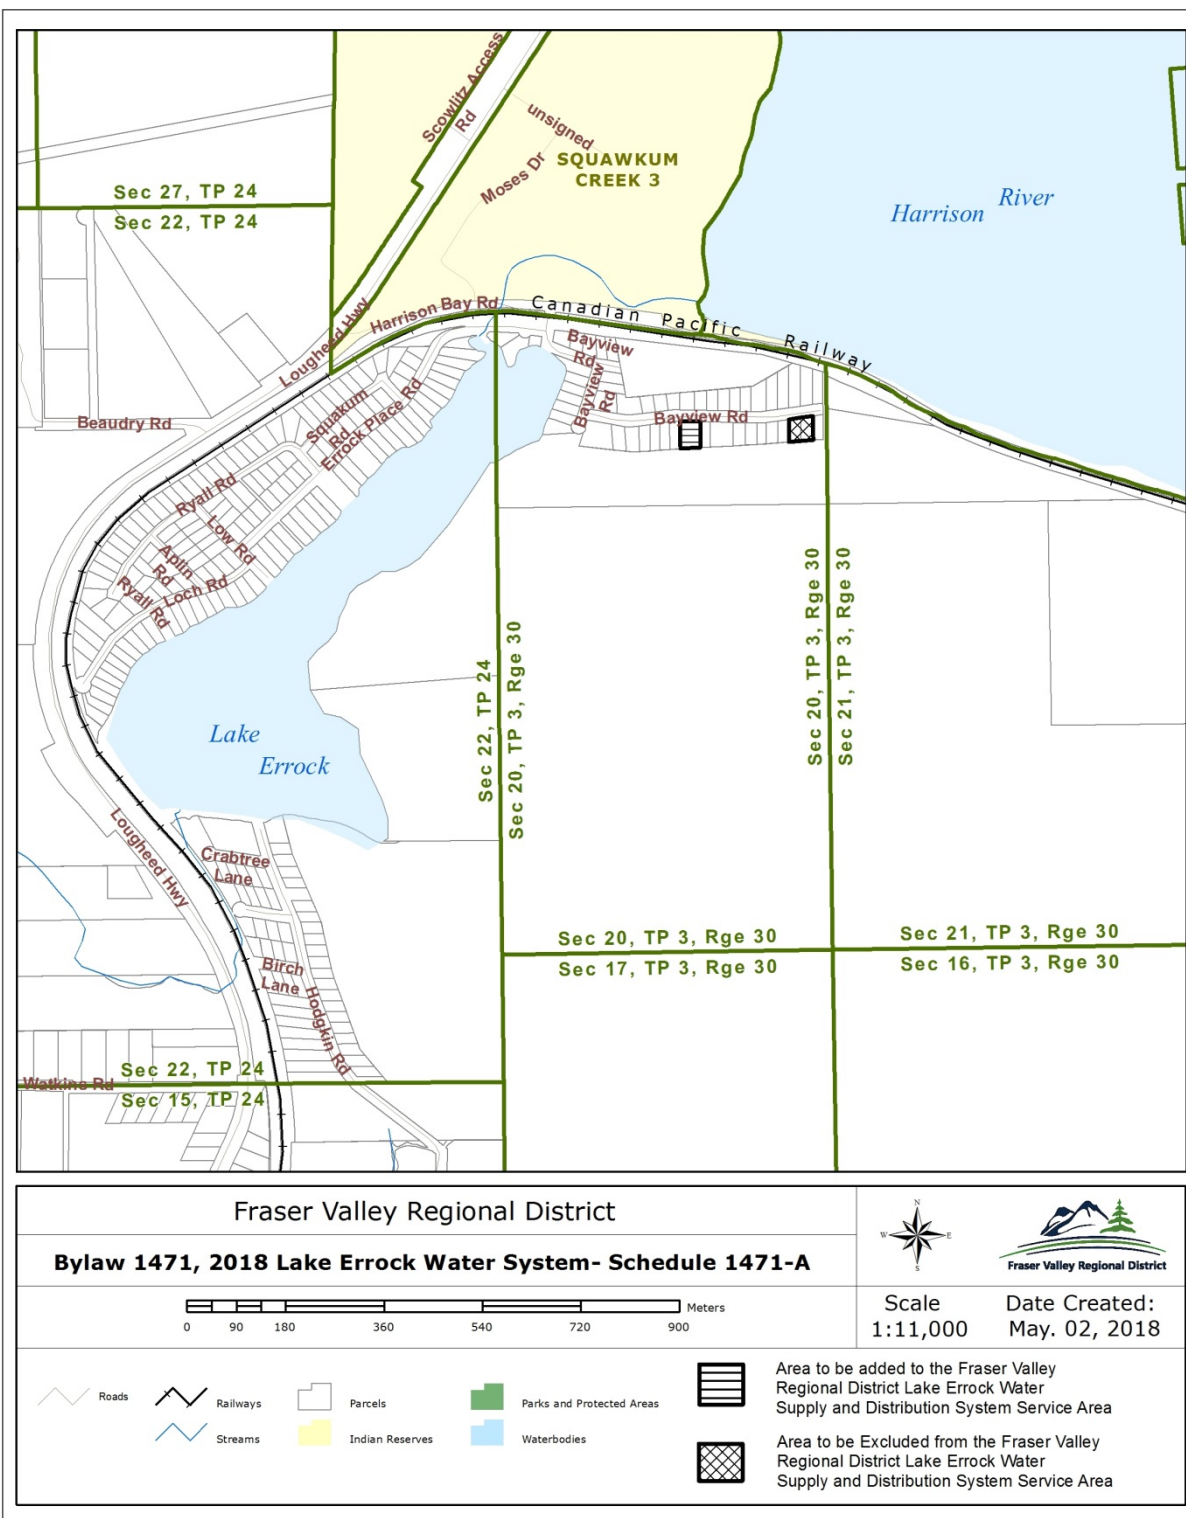 Scowlitz Access
Rd
unsigned
Moses Dr
SQUAWKUM
CREEK 3
Harrison River
Sec 27, TP 24
Sec 22, TP 24
Lougheed Hwy
Harrison Bay Rd
Canadian Pacific Railway
Bayview
Rd
Bayview
Rd
Bayview Rd
Beaudry Rd
Squakum
Rd
Errock Place Rd
Ryall Rd
Low Rd
Aplin
Rd
Loch Rd
Ryall Rd
Sec 22, TP 24
Sec 20, TP 3, Rge 30
Sec 20, TP 3, Rge 30
Sec 21, TP 3, Rge 30
Lake
Errock
Lougheed Hwy
Crabtree
Lane
Birch
Lane
Hodgkin Rd
Sec 20, TP 3, Rge 30
Sec 17, TP 3, Rge 30
Sec 21, TP 3, Rge 30
Sec 16, TP 3, Rge 30
Watkins Rd
Sec 22, TP 24
Sec 15, TP 24
Fraser Valley Regional District
Bylaw 1471, 2018 Lake Errock Water System- Schedule 1471-A
0 90 180 360 540 720 900 Meters
N
W E
S
Fraser Valley Regional District
Scale
1:11,000
Date Created:
May. 02, 2018
Roads
Railways
Parcels
Parks and Protected Areas
Streams
Indian Reserves
Waterbodies
Area to be added to the Fraser Valley
Regional District Lake Errock Water
Supply and Distribution System Service Area
Area to be Excluded from the Fraser Valley
Regional District Lake Errock Water
Supply and Distribution System Service Area